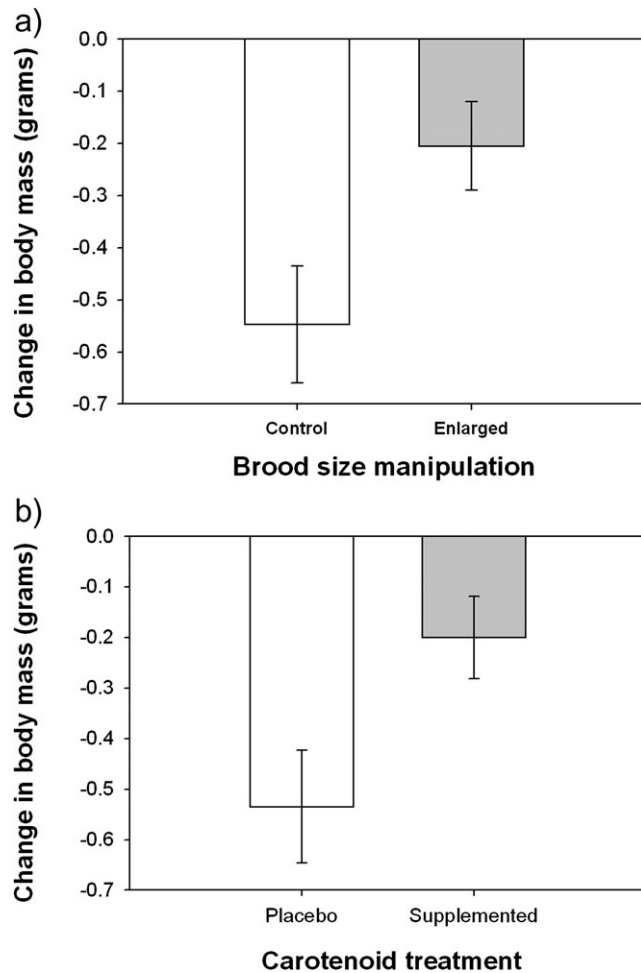 a)
Change in body mass (grams)
0.0
-0.1
-0.2
-0.3
-0.4
-0.5
-0.6
-0.7
Control Enlarged
Brood size manipulation
b)
Change in body mass (grams)
0.0
-0.1
-0.2
-0.3
-0.4
-0.5
-0.6
-0.7
Placebo Supplemented
Carotenoid treatment